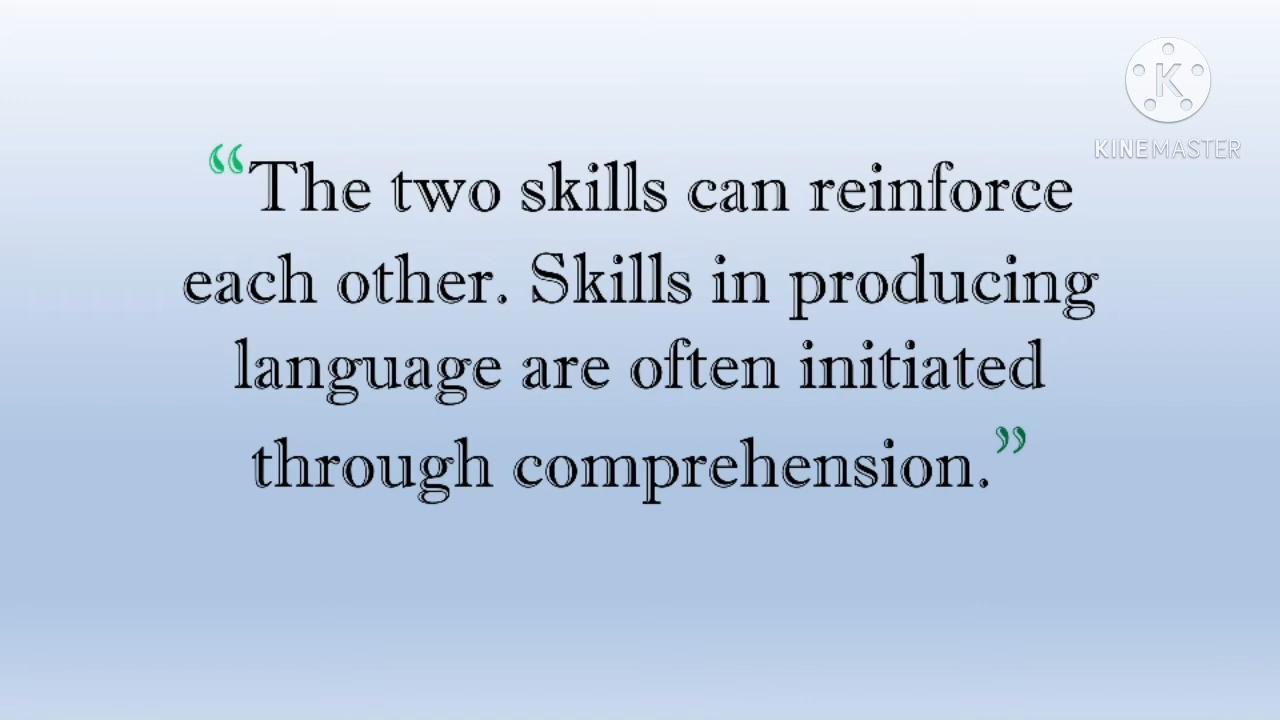 K
KINEMASTER
“The two skills can reinforce
each other. Skills in producing
language are often initiated
through comprehension.”